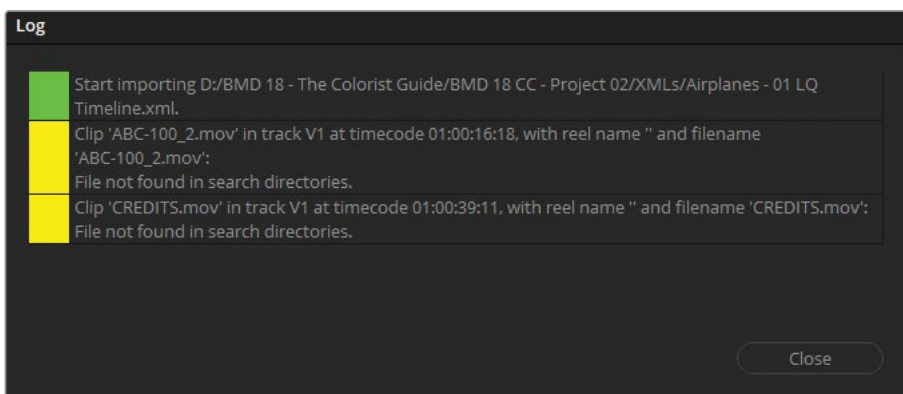 Log
Start importing D:/BMD 18 - The Colorist Guide/BMD 18 CC - Project 02/XMLs/Airplanes - 01 LQ
Timeline.xml.
Clip 'ABC-100_2.mov' in track V1 at timecode 01:00:16:18, with reel name '' and filename
'ABC-100_2.mov':
File not found in search directories.
Clip 'CREDITS.mov' in track V1 at timecode 01:00:39:11, with reel name '' and filename 'CREDITS.mov':
File not found in search directories.
Close